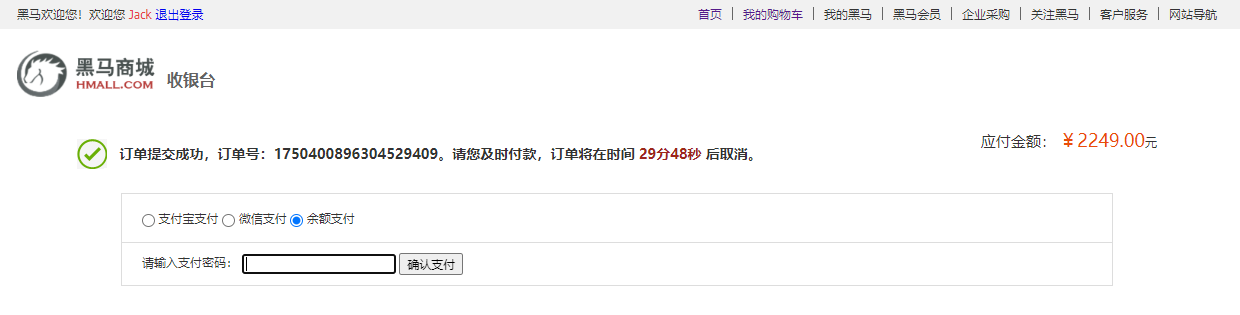 黑马欢迎您！欢迎您 Jack 退出登录 首页 我的购物车 我的黑马 黑马会员 企业采购 关注黑马 客户服务 网站导航
黑马商城
HMALL.COM
收银台
订单提交成功，订单号：1750400896304529409。请您及时付款，订单将在时间 29分48秒 后取消。
应付金额： ￥2249.00元
支付宝支付 微信支付 余额支付
请输入支付密码： 确认支付